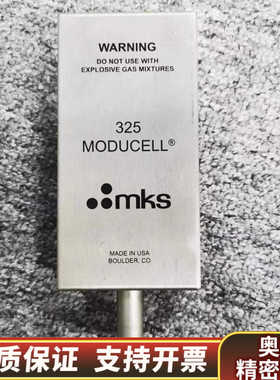 WARNING
DO NOT USE WITH
EXPLOSIVE GAS MIXTURES
325
MODUCELL®
mks
MADE IN USA
BOULDER, CO
奥
精密
质保证 支持开票